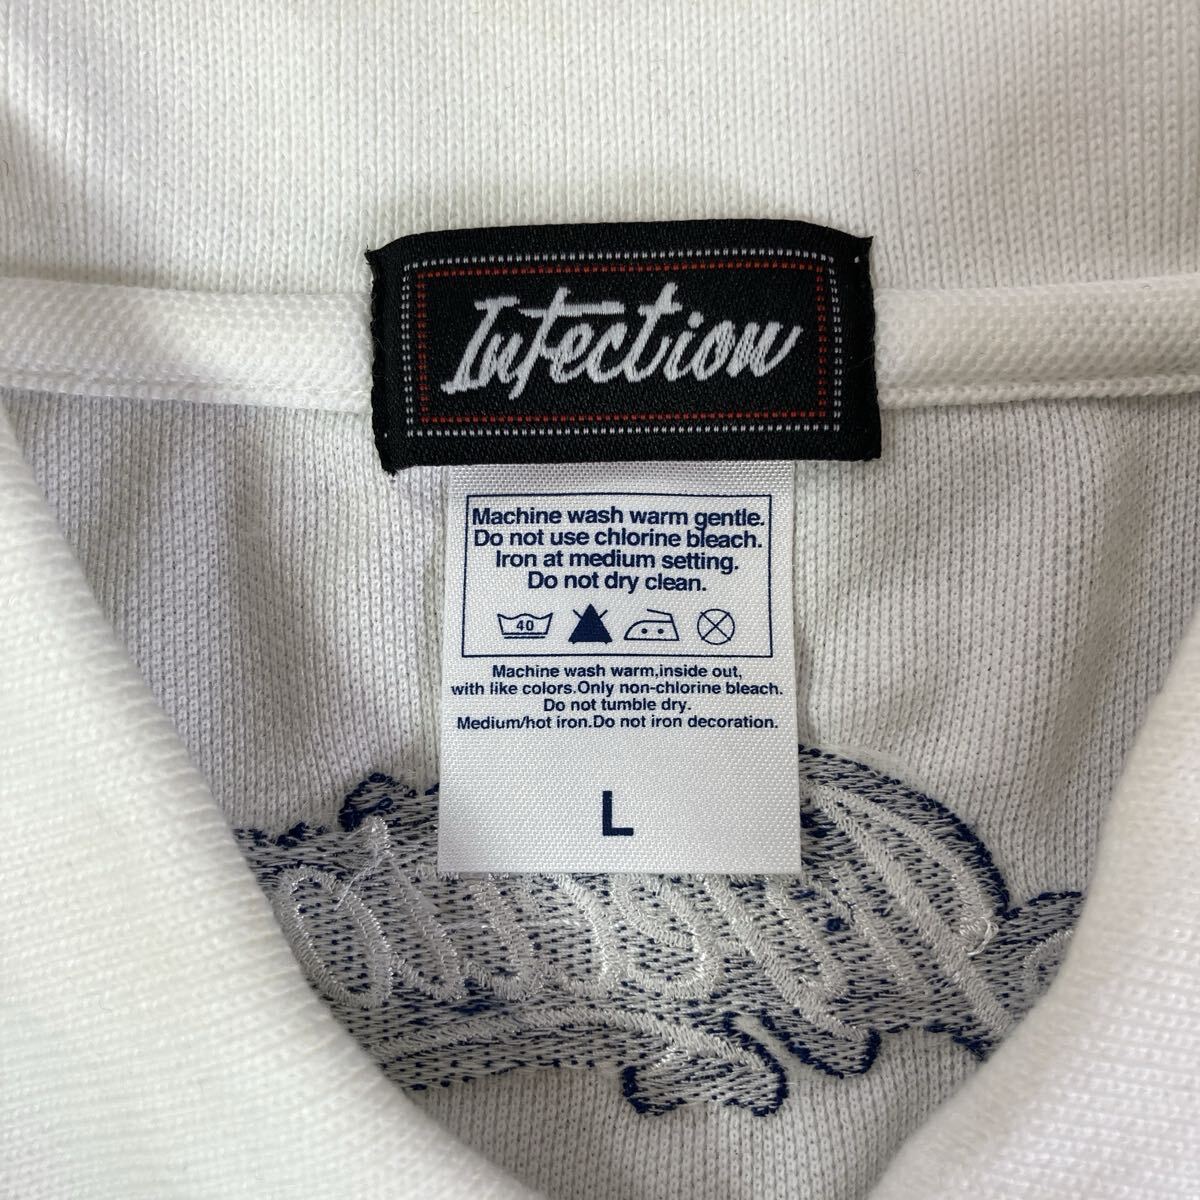 Infection
Machine wash warm gentle.
Do not use chlorine bleach.
Iron at medium setting.
Do not dry clean.
40
Machine wash warm,inside out,
with like colors.Only non-chlorine bleach.
Do not tumble dry.
Medium/hot iron.Do not iron decoration.
L